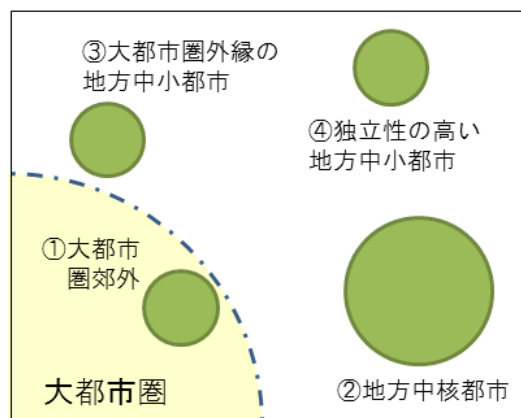 ③大都市圏外縁の
地方中小都市
④独立性の高い
地方中小都市
①大都市
圏郊外
大都市圏
②地方中核都市